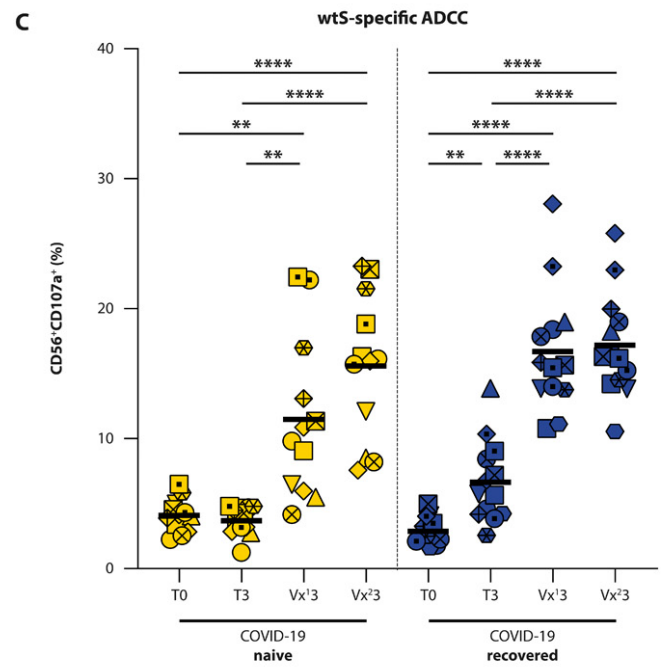 C
wtS-specific ADCC
CD56⁺CD107a⁺ (%)
40
30
20
10
0
**** ****
**** ****
** ****
** ** ****
T0 T3 Vx¹3 Vx²3 T0 T3 Vx¹3 Vx²3
COVID-19 COVID-19
naive recovered